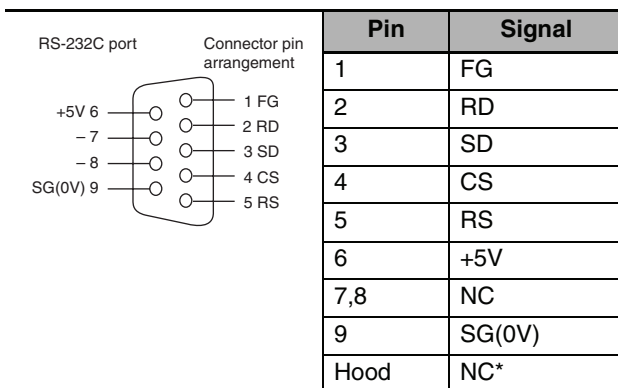 RS-232C port
Connector pin
arrangement
+5V 6
– 7
– 8
SG(0V) 9
1 FG
2 RD
3 SD
4 CS
5 RS
Pin Signal
1 FG
2 RD
3 SD
4 CS
5 RS
6 +5V
7,8 NC
9 SG(0V)
Hood NC*